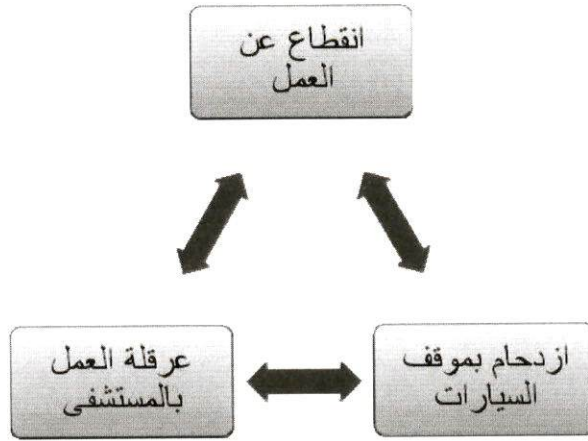 انقطاع عن
العمل
ازدحام بموقف
السيارات
عرقلة العمل
بالمستشفى